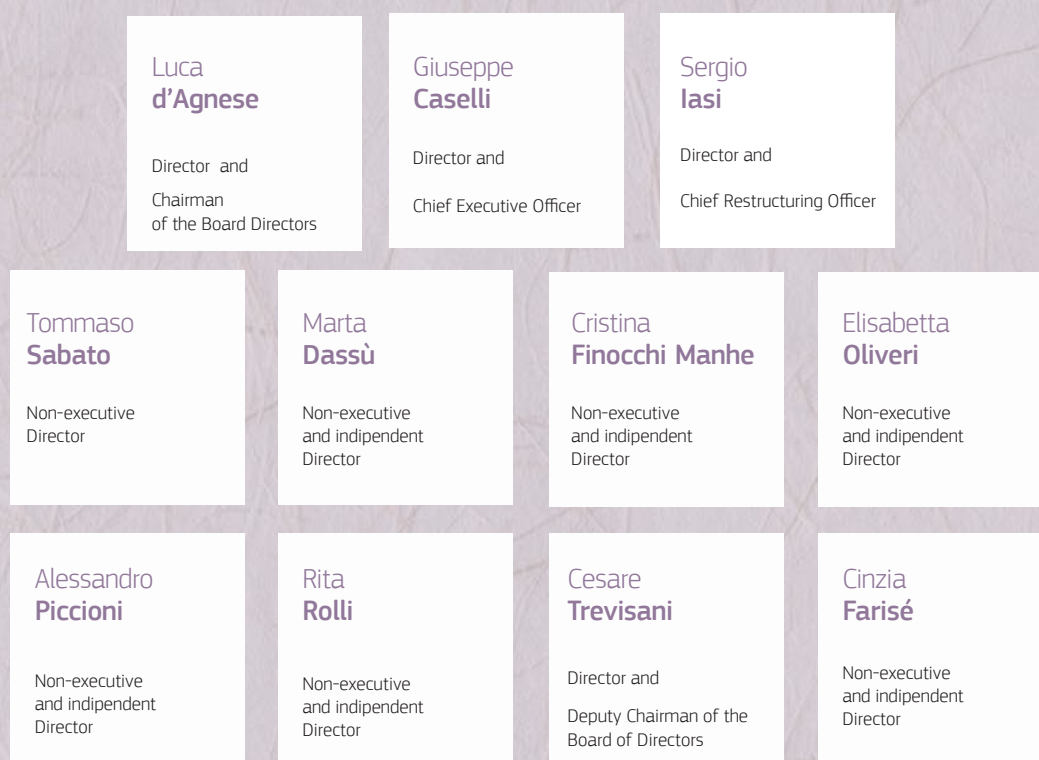 Luca
d’Agnese
Director and
Chairman
of the Board Directors
Giuseppe
Caselli
Director and
Chief Executive Officer
Sergio
Iasi
Director and
Chief Restructuring Officer
Tommaso
Sabato
Non-executive
Director
Marta
Dassù
Non-executive
and indipendent
Director
Cristina
Finocchi Manhe
Non-executive
and indipendent
Director
Elisabetta
Oliveri
Non-executive
and indipendent
Director
Alessandro
Piccioni
Non-executive
and indipendent
Director
Rita
Rolli
Non-executive
and indipendent
Director
Cesare
Trevisani
Director and
Deputy Chairman of the
Board of Directors
Cinzia
Farisé
Non-executive
and indipendent
Director